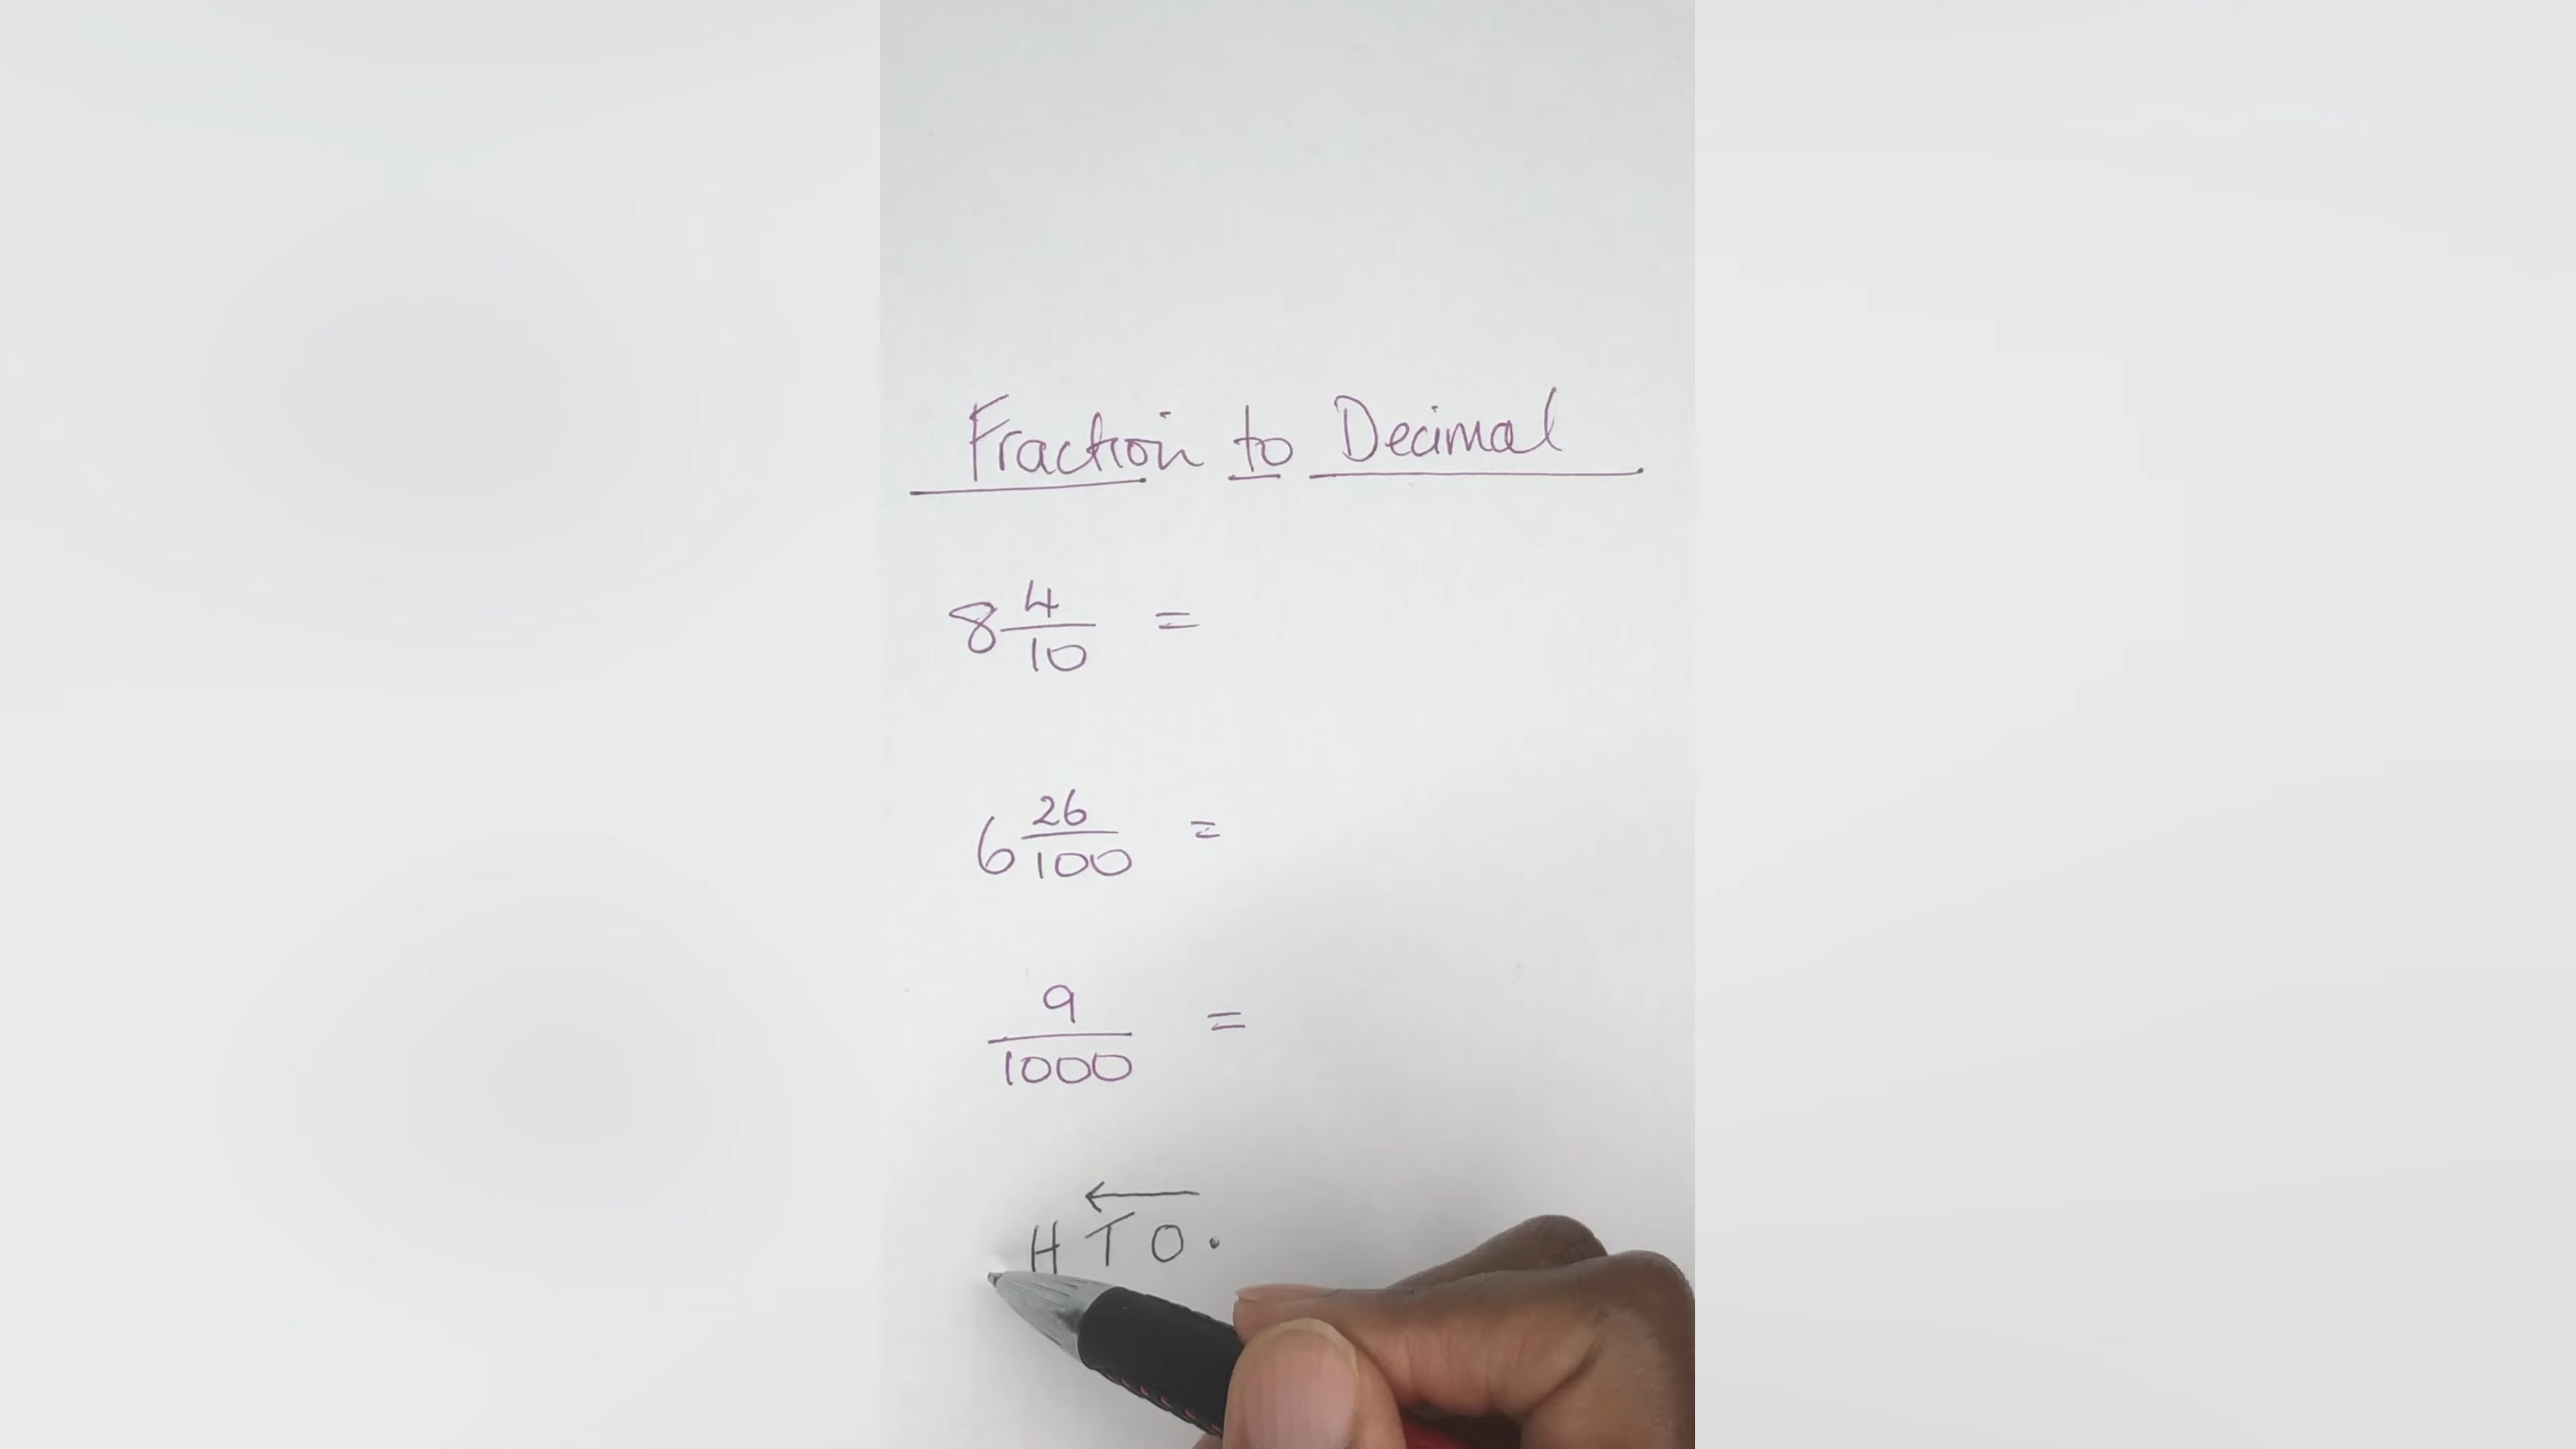 Fraction to Decimal
8 4/10 =
6 26/100 =
9/1000 =
←
H T O .